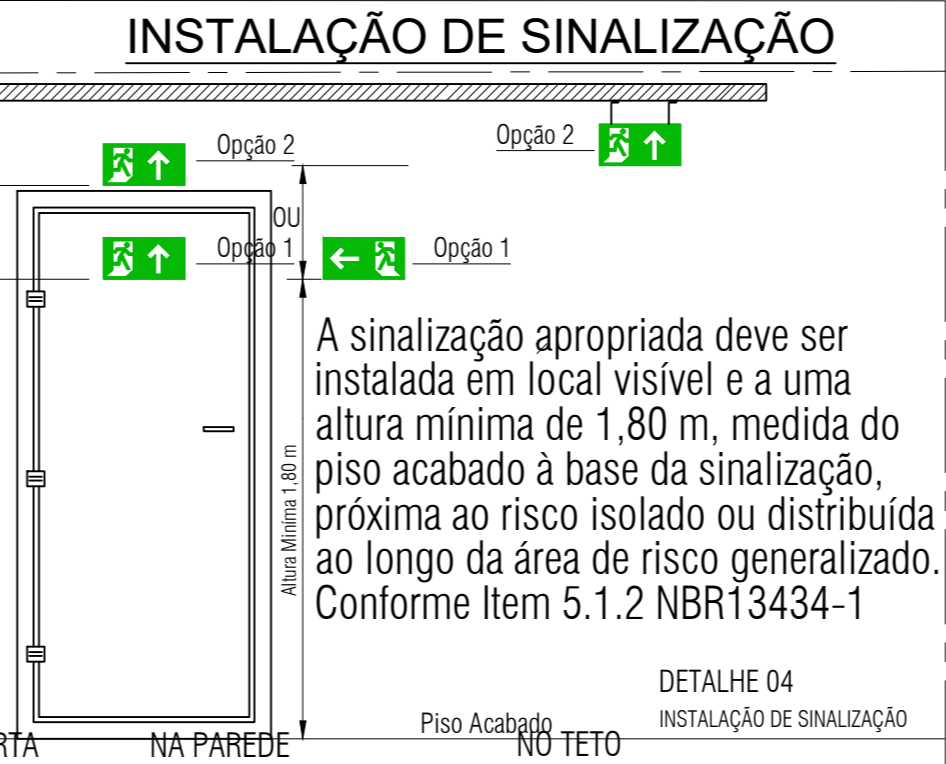 INSTALAÇÃO DE SINALIZAÇÃO
Opção 2
Opção 2
OU
Opção 1
Opção 1
A sinalização apropriada deve ser
instalada em local visível e a uma
altura mínima de 1,80 m, medida do
piso acabado à base da sinalização,
próxima ao risco isolado ou distribuída
ao longo da área de risco generalizado.
Conforme Item 5.1.2 NBR13434-1
Altura Miníma 1,80 m
DETALHE 04
INSTALAÇÃO DE SINALIZAÇÃO
Piso Acabado
NA PAREDE
NO TETO